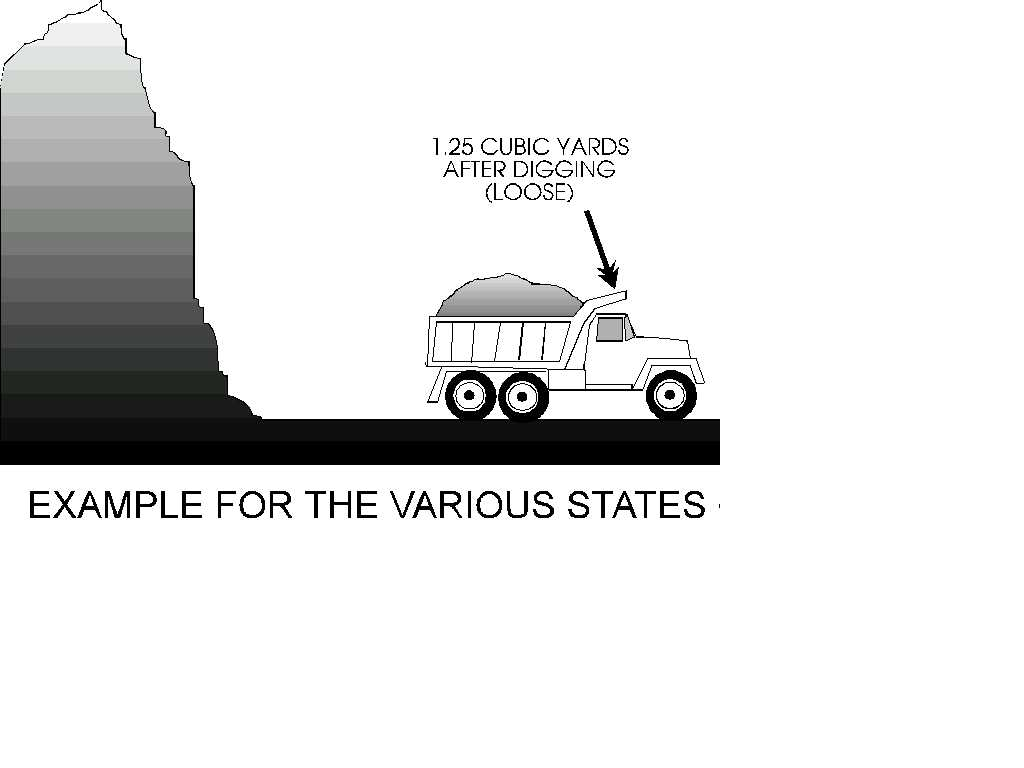 1.25 CUBIC YARDS
AFTER DIGGING
(LOOSE)
EXAMPLE FOR THE VARIOUS STATES